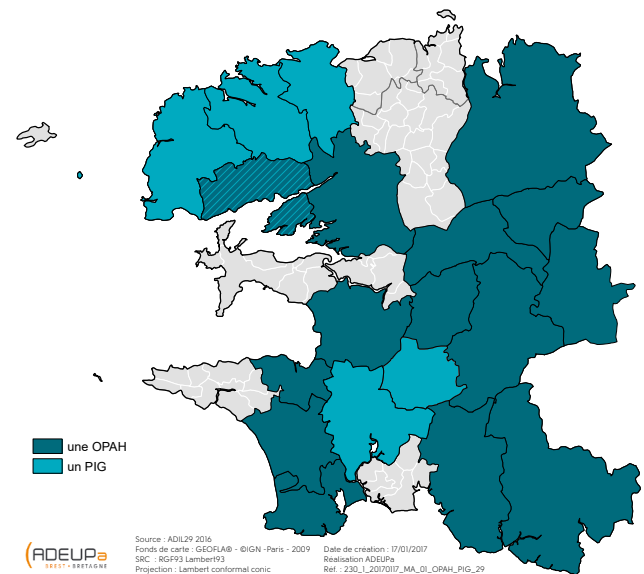 une OPAH
un PIG
ADEUPa
BREST • BRETAGNE
Source : ADIL29 2016
Fonds de carte : GEOFLA® - ©IGN -Paris - 2009
SRC : RGF93 Lambert93
Projection : Lambert conformal conic
Date de création : 17/01/2017
Réalisation ADEUPa
Réf. : 230_1_20170117_MA_01_OPAH_PIG_29